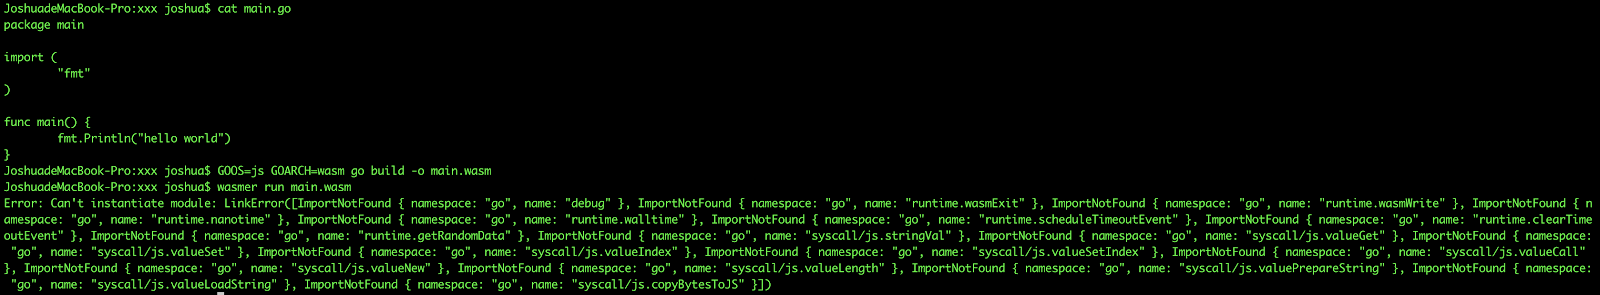 JoshuadeMacBook-Pro:xxx joshua$ cat main.go
package main
import (
"fmt"
)
func main() {
fmt.Println("hello world")
}
JoshuadeMacBook-Pro:xxx joshua$ GOOS=js GOARCH=wasm go build -o main.wasm
JoshuadeMacBook-Pro:xxx joshua$ wasmer run main.wasm
Error: Can't instantiate module: LinkError([ImportNotFound { namespace: "go", name: "debug" }, ImportNotFound { namespace: "go", name: "runtime.wasmExit" }, ImportNotFound { namespace: "go", name: "runtime.wasmWrite" }, ImportNotFound { n
amespace: "go", name: "runtime.nanotime" }, ImportNotFound { namespace: "go", name: "runtime.walltime" }, ImportNotFound { namespace: "go", name: "runtime.scheduleTimeoutEvent" }, ImportNotFound { namespace: "go", name: "runtime.clearTime
outEvent" }, ImportNotFound { namespace: "go", name: "runtime.getRandomData" }, ImportNotFound { namespace: "go", name: "syscall/js.stringVal" }, ImportNotFound { namespace: "go", name: "syscall/js.valueGet" }, ImportNotFound { namespace:
"go", name: "syscall/js.valueSet" }, ImportNotFound { namespace: "go", name: "syscall/js.valueIndex" }, ImportNotFound { namespace: "go", name: "syscall/js.valueSetIndex" }, ImportNotFound { namespace: "go", name: "syscall/js.valueCall"
}, ImportNotFound { namespace: "go", name: "syscall/js.valueNew" }, ImportNotFound { namespace: "go", name: "syscall/js.valueLength" }, ImportNotFound { namespace: "go", name: "syscall/js.valuePrepareString" }, ImportNotFound { namespace:
"go", name: "syscall/js.valueLoadString" }, ImportNotFound { namespace: "go", name: "syscall/js.copyBytesToJS" }])